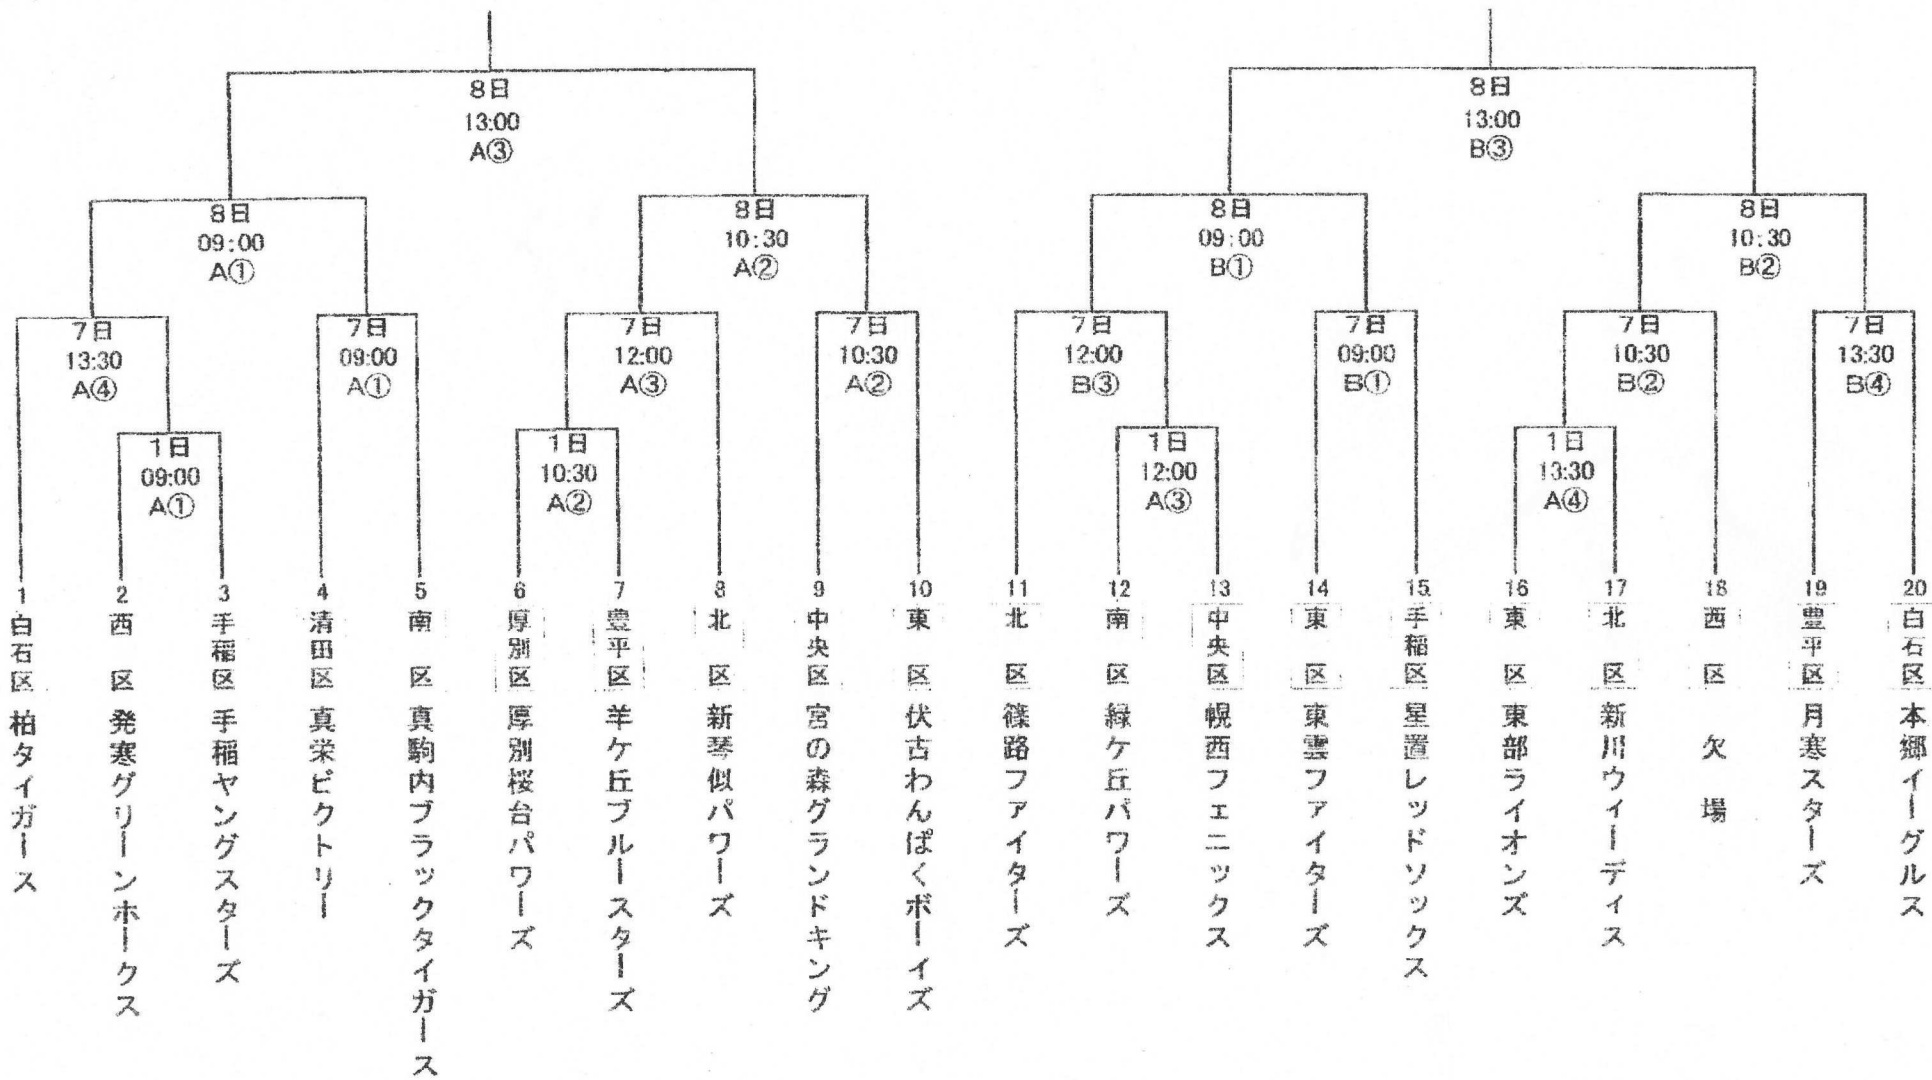 8日
13:00
A③
8日
13:00
B③
8日
09:00
A①
8日
10:30
A②
8日
09:00
B①
8日
10:30
B②
7日
13:30
A④
7日
09:00
A①
7日
12:00
A③
7日
10:30
A②
7日
12:00
B③
7日
09:00
B①
7日
10:30
B②
7日
13:30
B④
1日
09:00
A①
1日
10:30
A②
1日
12:00
A③
1日
13:30
A④
1 白石区 柏タイガース
2 西区 発寒グリーンホークス
3 手稲区 手稲ヤングスターズ
4 清田区 真栄ビクトリー
5 南区 真駒内ブラックタイガース
6 厚別区 厚別桜台パワーズ
7 豊平区 羊ケ丘ブルースターズ
8 北区 新琴似パワーズ
9 中央区 宮の森グランドキング
10 東区 伏古わんぱくボーイズ
11 北区 篠路ファイターズ
12 南区 緑ケ丘パワーズ
13 中央区 幌西フェニックス
14 東区 東雲ファイターズ
15 手稲区 星置レッドソックス
16 東区 東部ライオンズ
17 北区 新川ウィーディス
18 西区 欠場
19 豊平区 月寒スターズ
20 白石区 本郷イーグルス